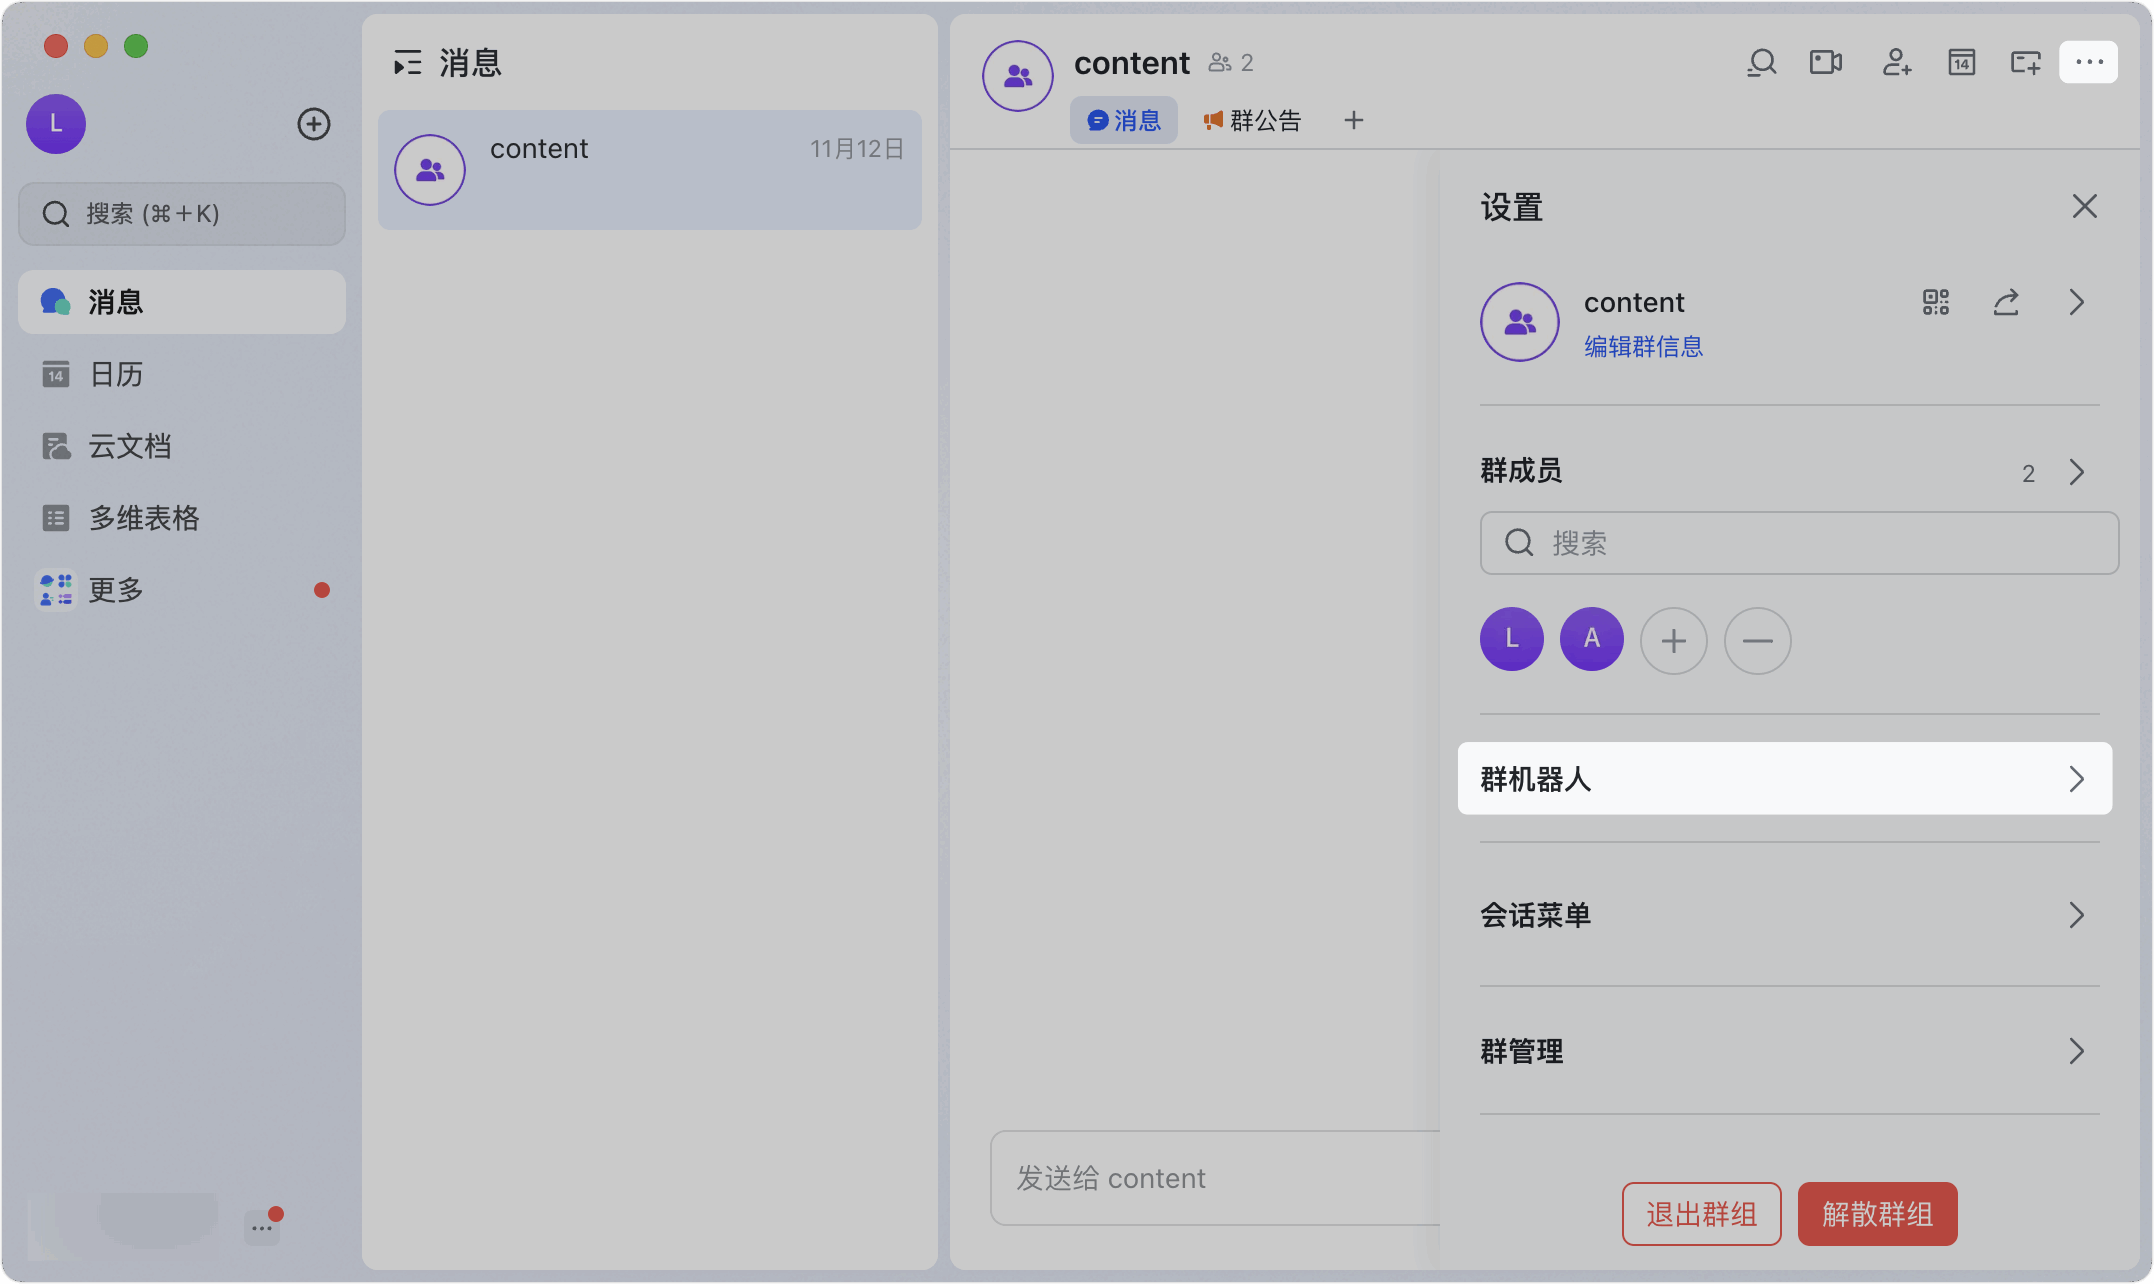 L
搜索 (⌘+K)
消息
14 日历
云文档
多维表格
更多
消息
content 11月12日
content 2
14
消息 群公告
设置
content
编辑群信息
群成员 2
搜索
L A
群机器人
会话菜单
群管理
发送给 content
退出群组 解散群组